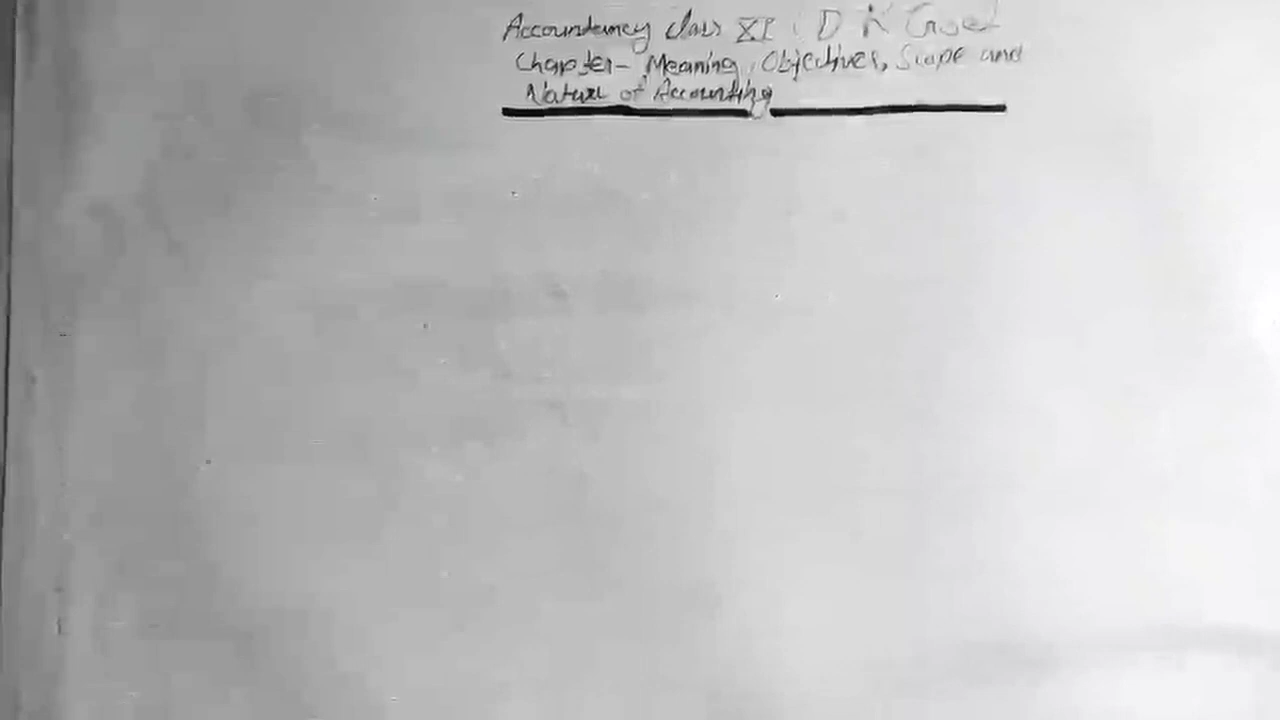 Accountancy class XI : D K Goel
Chapter- Meaning, Objectives, Scope and
Nature of Accounting